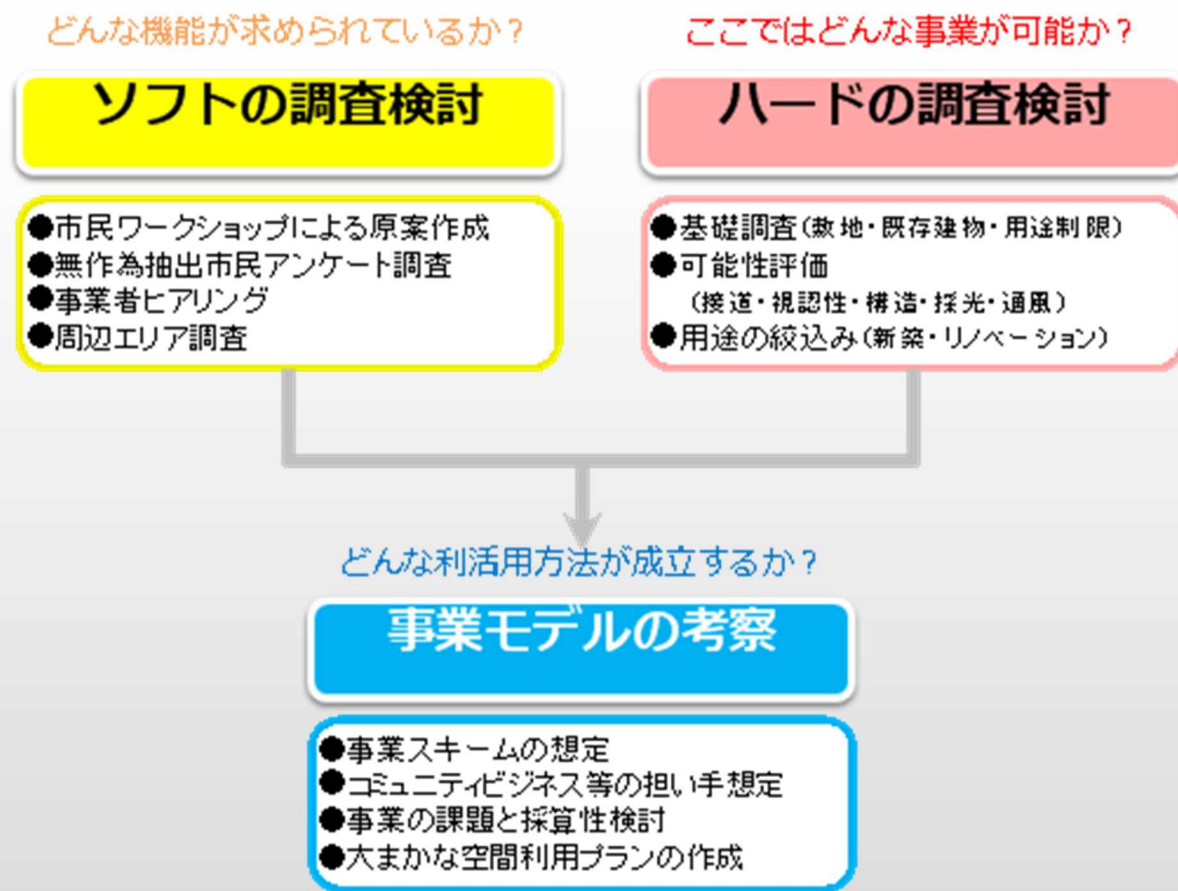 どんな機能が求められているか？
ソフトの調査検討
●市民ワークショップによる原案作成
●無作為抽出市民アンケート調査
●事業者ヒアリング
●周辺エリア調査
ここではどんな事業が可能か？
ハードの調査検討
●基礎調査(敷地・既存建物・用途制限)
●可能性評価
(接道・視認性・構造・採光・通風)
●用途の絞込み(新築・リノベーション)
どんな利活用方法が成立するか？
事業モデルの考察
●事業スキームの想定
●コミュニティビジネス等の担い手想定
●事業の課題と採算性検討
●大まかな空間利用プランの作成